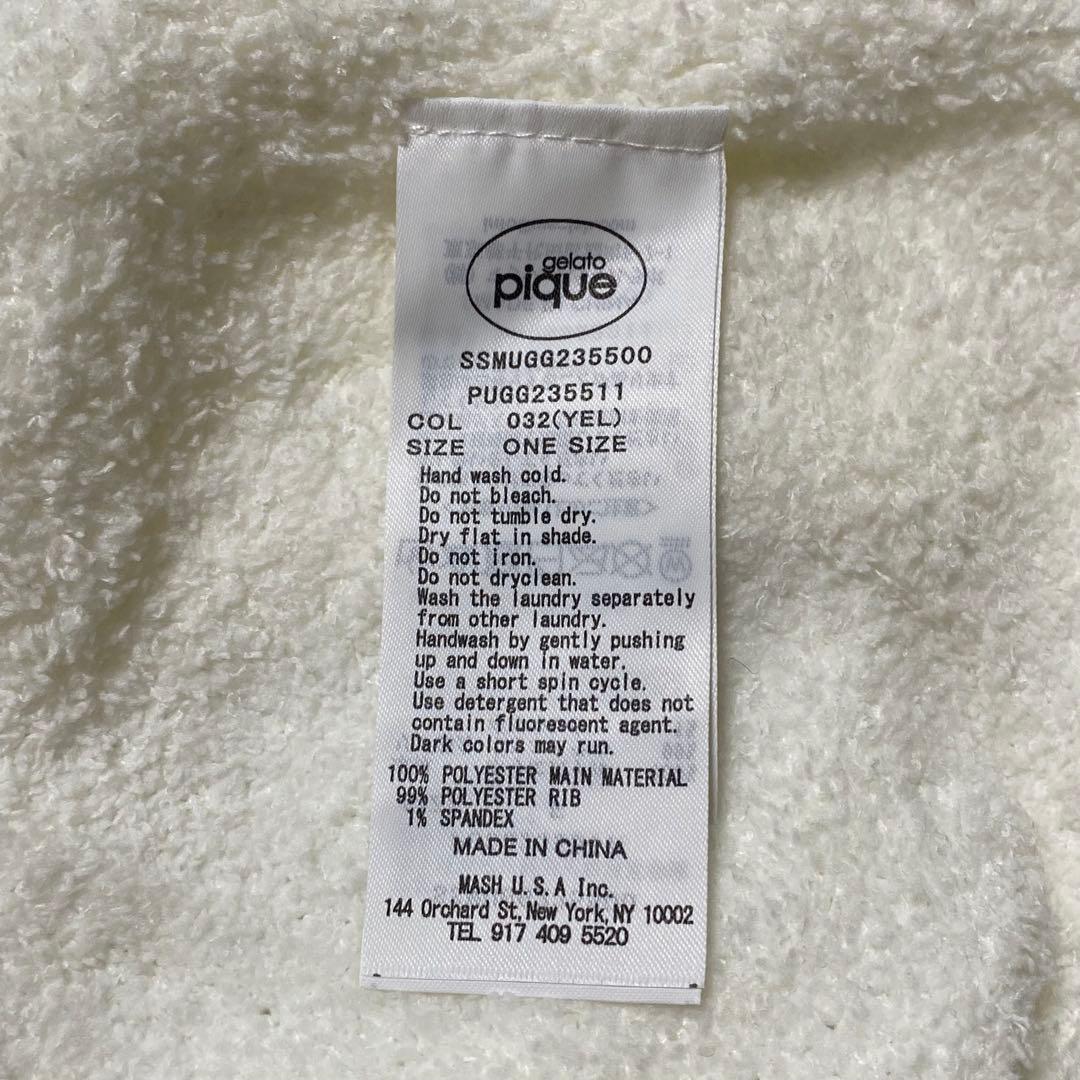 gelato
pique
SSMUGG235500
PUGG235511
COL 032(YEL)
SIZE ONE SIZE
Hand wash cold.
Do not bleach.
Do not tumble dry.
Dry flat in shade.
Do not iron.
Do not dryclean.
Wash the laundry separately
from other laundry.
Handwash by gently pushing
up and down in water.
Use a short spin cycle.
Use detergent that does not
contain fluorescent agent.
Dark colors may run.
100% POLYESTER MAIN MATERIAL
99% POLYESTER RIB
1% SPANDEX
MADE IN CHINA
MASH U.S.A Inc.
144 Orchard St, New York, NY 10002
TEL 917 409 5520